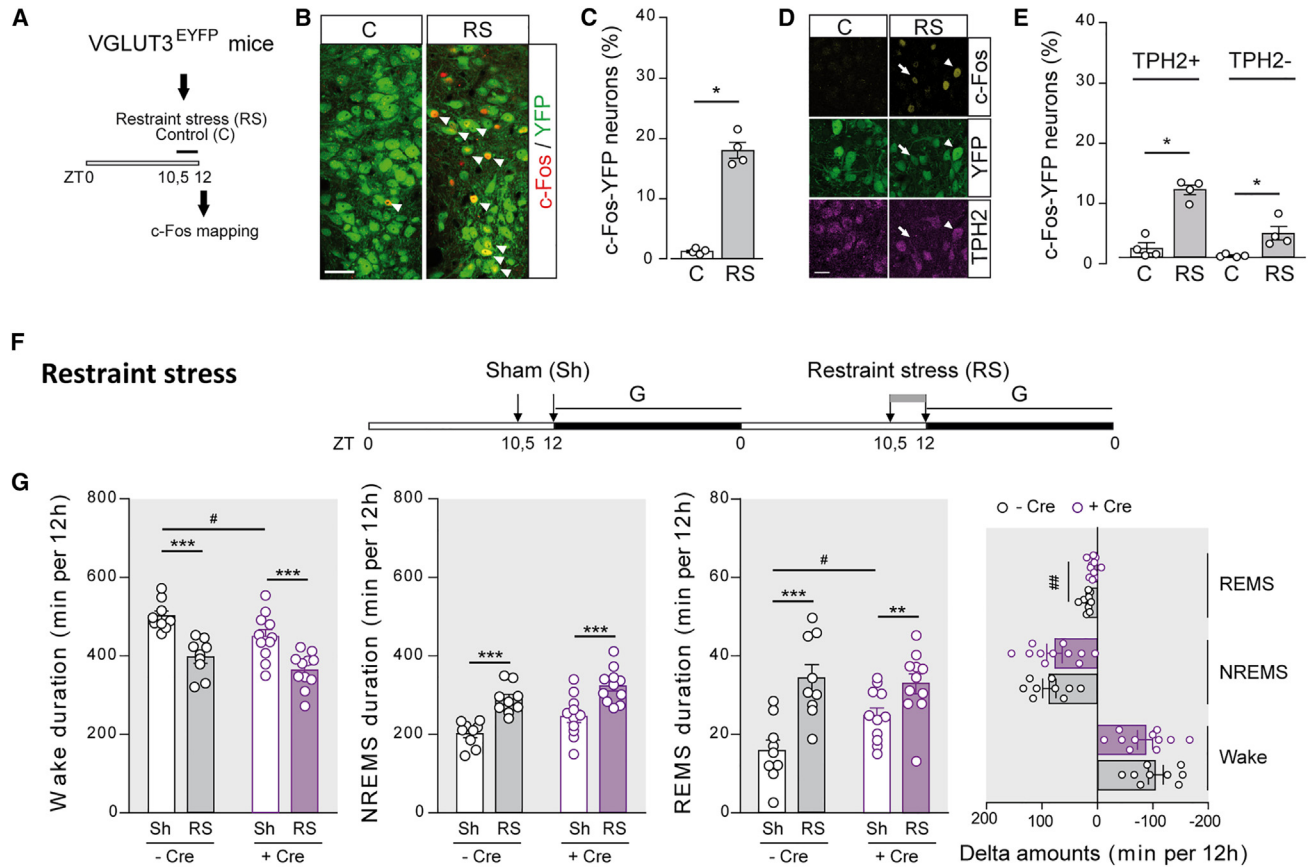 A
VGLUT3EYFP mice
Restraint stress (RS)
Control (C)
ZT0 10,5 12
c-Fos mapping
B
C RS
c-Fos / YFP
C
c-Fos-YFP neurons (%)
40
30
20
10
0
*
C RS
D
C RS
c-Fos
YFP
TPH2
E
c-Fos-YFP neurons (%)
40
30
20
10
0
TPH2+ TPH2-
* *
C RS C RS
F
Restraint stress
Sham (Sh) Restraint stress (RS)
G G
ZT 0 10,5 12 0 10,5 12 0
G
Wake duration (min per 12h)
800
600
400
200
0
#
*** ***
Sh RS Sh RS
- Cre + Cre
NREMS duration (min per 12h)
800
600
400
200
0
*** ***
Sh RS Sh RS
- Cre + Cre
REMS duration (min per 12h)
80
60
40
20
0
#
*** **
Sh RS Sh RS
- Cre + Cre
- Cre + Cre
##
REMS
NREMS
Wake
200 100 0 -100 -200
Delta amounts (min per 12h)